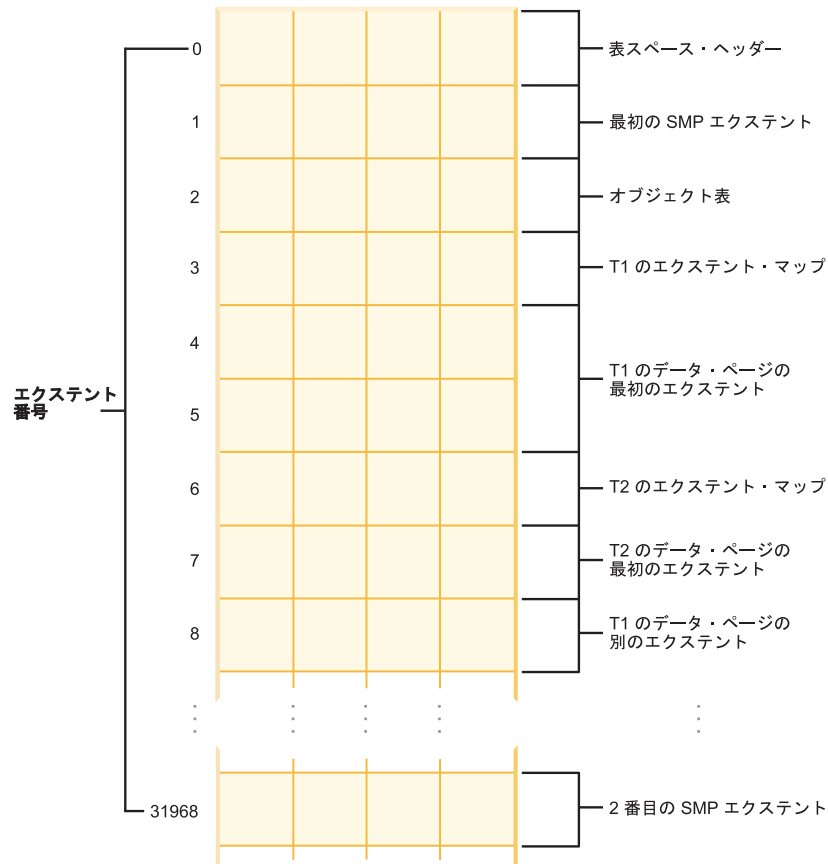 0
表スペース・ヘッダー
1
最初の SMP エクステント
2
オブジェクト表
3
T1 のエクステント・マップ
4
T1 のデータ・ページの
最初のエクステント
エクステント
番号
5
6
T2 のエクステント・マップ
7
T2 のデータ・ページの
最初のエクステント
8
T1 のデータ・ページの
別のエクステント
31968
2 番目の SMP エクステント